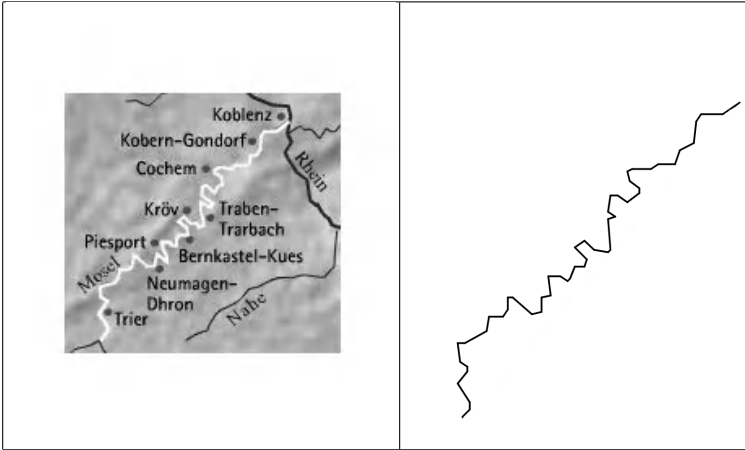 Koblenz
Kobern-Gondorf
Cochem
Rhein
Kröv
Traben-
Trarbach
Piesport
Bernkastel-Kues
Mosel
Neumagen-
Dhron
Nahe
Trier